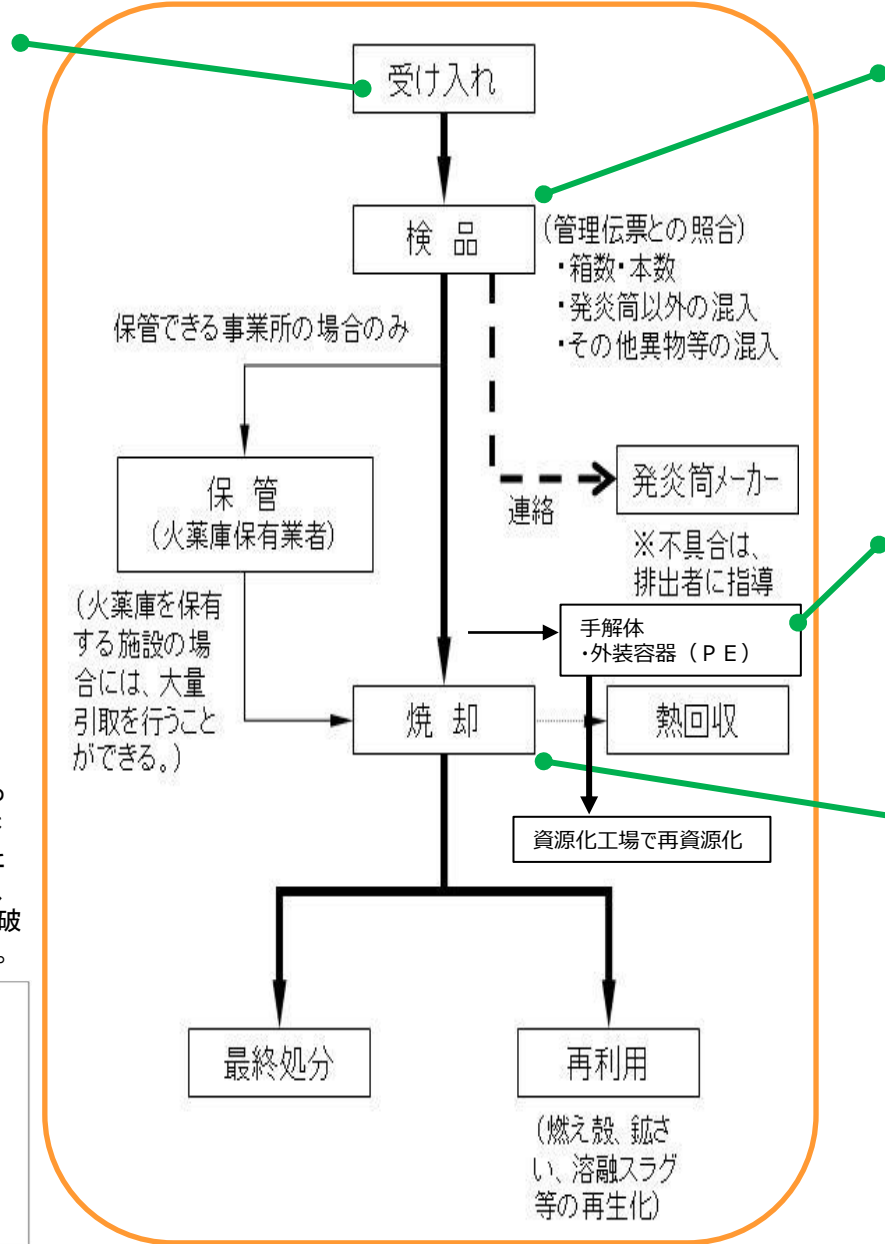 受け入れ
検 品
(管理伝票との照合)
・箱数・本数
・発炎筒以外の混入
・その他異物等の混入
保管できる事業所の場合のみ
保 管
(火薬庫保有業者)
発炎筒メーカー
連絡
※不具合は、
排出者に指導
(火薬庫を保有
する施設の場
合には、大量
引取を行うこと
ができる。)
手解体
・外装容器（ＰＥ）
焼 却
熱回収
資源化工場で再資源化
破
。
最終処分
再利用
(燃え殻、鉱さ
い、溶融スラグ
等の再生化)